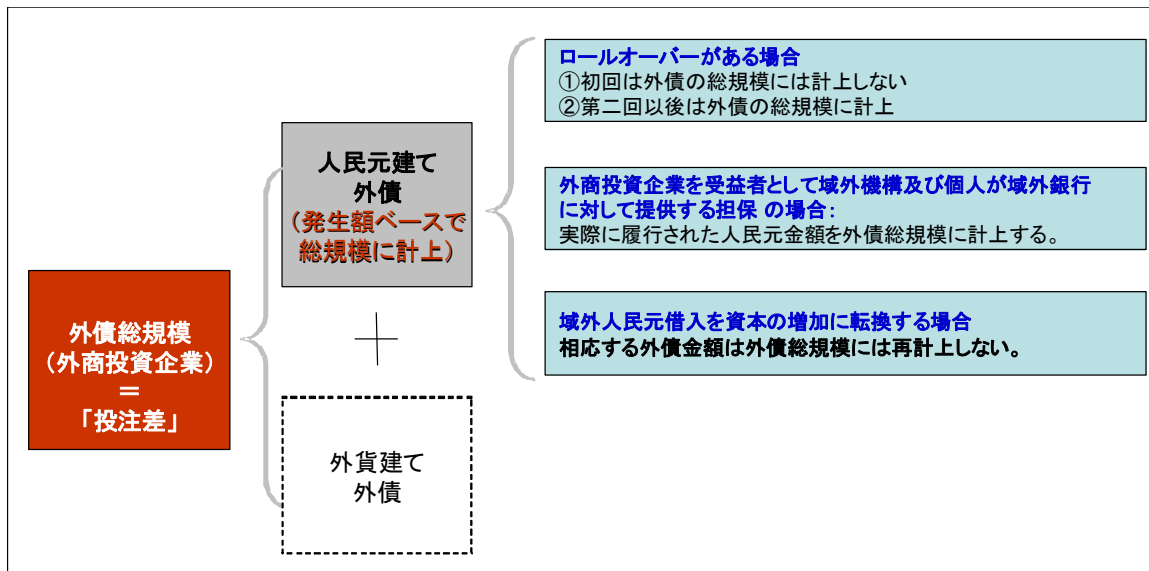 外債総規模
（外商投資企業）
＝
「投注差」
人民元建て
外債
（発生額ベースで
総規模に計上）
＋
外貨建て
外債
ロールオーバーがある場合
①初回は外債の総規模には計上しない
②第二回以後は外債の総規模に計上
外商投資企業を受益者として域外機構及び個人が域外銀行
に対して提供する担保 の場合：
実際に履行された人民元金額を外債総規模に計上する。
域外人民元借入を資本の増加に転換する場合
相応する外債金額は外債総規模には再計上しない。